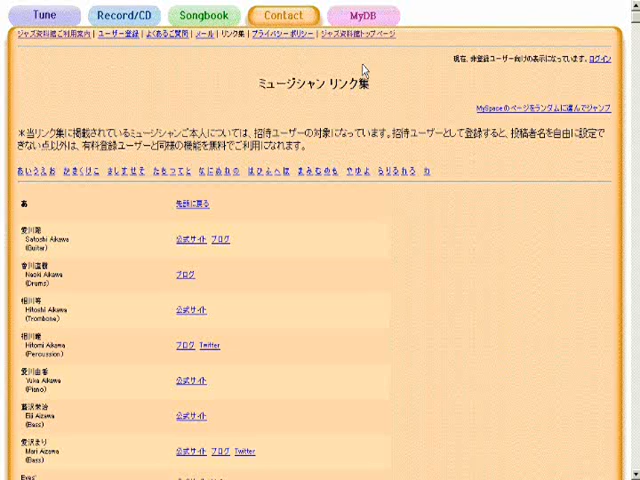 Tune Record/CD Songbook Contact MyDB
ジャズ資料館ご利用案内 | ユーザー登録 | よくあるご質問 | メール | リンク集 | プライバシーポリシー | ジャズ資料館トップページ
現在、非登録ユーザー向けの表示になっています。ログイン
ミュージシャン リンク集
MySpaceのページをランダムに選んでジャンプ
＊当リンク集に掲載されているミュージシャンご本人については、招待ユーザーの対象になっています。招待ユーザーとして登録すると、投稿者名を自由に設定で
きない点以外は、有料登録ユーザーと同様の機能を無料でご利用になれます。
あ い う え お か き く け こ さ し す せ そ た ち つ て と な に ぬ ね の は ひ ふ へ ほ ま み む め も や ゆ よ ら り る れ ろ わ
あ 先頭に戻る
Satoshi Aikawa 公式サイト ブログ
(Guitar)
Naoki Aikawa ブログ
(Drums)
相川等
Hitoshi Aikawa 公式サイト
(Trombone)
相川瞳
Hitomi Aikawa ブログ Twitter
(Percussion)
愛川由香
Yuka Aikawa 公式サイト
(Piano)
藍沢栄治
Eiji Aizawa 公式サイト
(Bass)
愛沢まり
Mari Aizawa 公式サイト ブログ Twitter
(Bass)